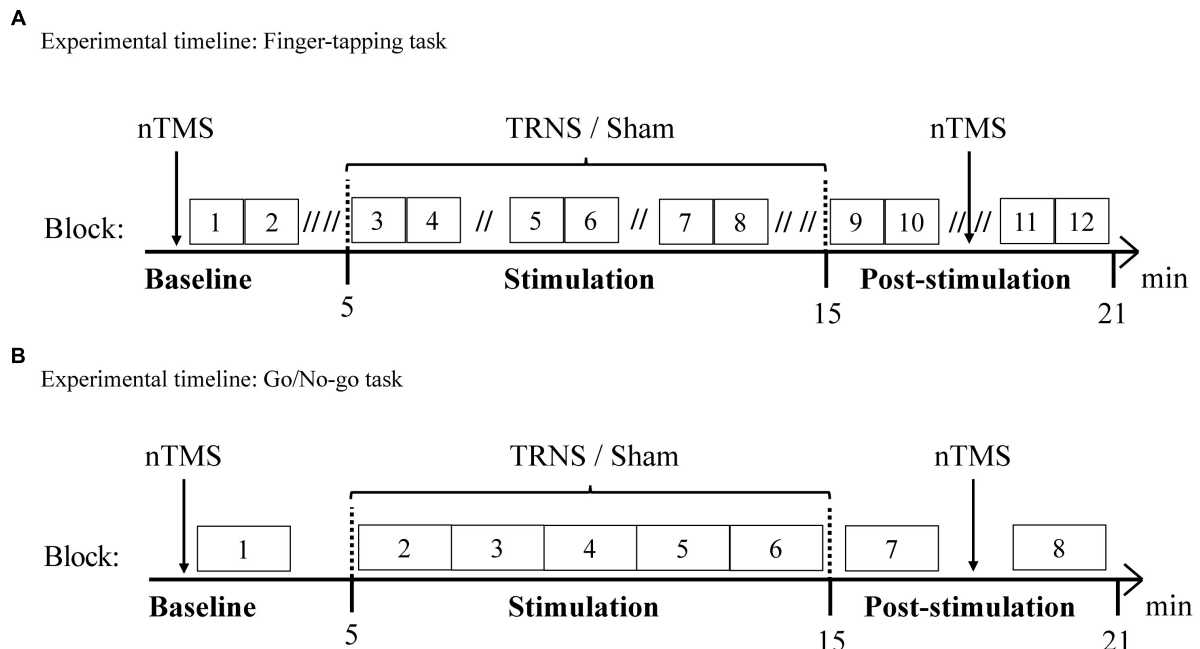 A
Experimental timeline: Finger-tapping task
nTMS TRNS / Sham nTMS
Block: 1 2 //// 3 4 // 5 6 // 7 8 // // 9 10 // // 11 12
Baseline Stimulation Post-stimulation min
5 15 21
B
Experimental timeline: Go/No-go task
nTMS TRNS / Sham nTMS
Block: 1 2 3 4 5 6 7 8
Baseline Stimulation Post-stimulation min
5 15 21